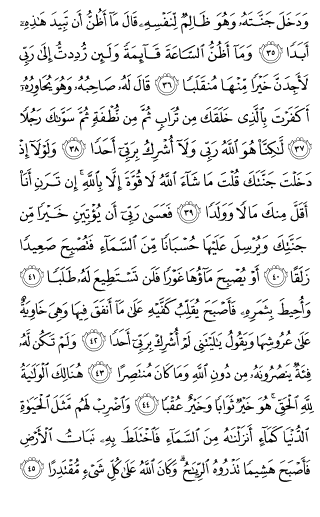 وَدَخَلَ جَنَّتَهُۥ وَهُوَ ظَالِمٌ لِّنَفْسِهِۦ قَالَ مَآ أَظُنُّ أَن تَبِيدَ هَٰذِهِۦٓ
أَبَدًا ٣٥ وَمَآ أَظُنُّ ٱلسَّاعَةَ قَآئِمَةً وَلَئِن رُّدِدتُّ إِلَىٰ رَبِّى
لَأَجِدَنَّ خَيْرًا مِّنْهَا مُنقَلَبًا ٣٦ قَالَ لَهُۥ صَاحِبُهُۥ وَهُوَ يُحَاوِرُهُۥٓ
أَكَفَرْتَ بِٱلَّذِى خَلَقَكَ مِن تُرَابٍ ثُمَّ مِن نُّطْفَةٍ ثُمَّ سَوَّىٰكَ رَجُلًا
٣٧ لَّٰكِنَّا۠ هُوَ ٱللَّهُ رَبِّى وَلَآ أُشْرِكُ بِرَبِّىٓ أَحَدًا ٣٨ وَلَوْلَآ إِذْ
دَخَلْتَ جَنَّتَكَ قُلْتَ مَا شَآءَ ٱللَّهُ لَا قُوَّةَ إِلَّا بِٱللَّهِ ۚ إِن تَرَنِ أَنَا۠
أَقَلَّ مِنكَ مَالًا وَوَلَدًا ٣٩ فَعَسَىٰ رَبِّىٓ أَن يُؤْتِيَنِ خَيْرًا مِّن
جَنَّتِكَ وَيُرْسِلَ عَلَيْهَا حُسْبَانًا مِّنَ ٱلسَّمَآءِ فَتُصْبِحَ صَعِيدًا
زَلَقًا ٤٠ أَوْ يُصْبِحَ مَآؤُهَا غَوْرًا فَلَن تَسْتَطِيعَ لَهُۥ طَلَبًا ٤١
وَأُحِيطَ بِثَمَرِهِۦ فَأَصْبَحَ يُقَلِّبُ كَفَّيْهِ عَلَىٰ مَآ أَنفَقَ فِيهَا وَهِىَ خَاوِيَةٌ
عَلَىٰ عُرُوشِهَا وَيَقُولُ يَٰلَيْتَنِى لَمْ أُشْرِكْ بِرَبِّىٓ أَحَدًا ٤٢ وَلَمْ تَكُن لَّهُۥ
فِئَةٌ يَنصُرُونَهُۥ مِن دُونِ ٱللَّهِ وَمَا كَانَ مُنتَصِرًا ٤٣ هُنَالِكَ ٱلْوَلَٰيَةُ
لِلَّهِ ٱلْحَقِّ ۚ هُوَ خَيْرٌ ثَوَابًا وَخَيْرٌ عُقْبًا ٤٤ وَٱضْرِبْ لَهُم مَّثَلَ ٱلْحَيَوٰةِ
ٱلدُّنْيَا كَمَآءٍ أَنزَلْنَٰهُ مِنَ ٱلسَّمَآءِ فَٱخْتَلَطَ بِهِۦ نَبَاتُ ٱلْأَرْضِ
فَأَصْبَحَ هَشِيمًا تَذْرُوهُ ٱلرِّيَٰحُ ۗ وَكَانَ ٱللَّهُ عَلَىٰ كُلِّ شَىْءٍ مُّقْتَدِرًا ٤٥